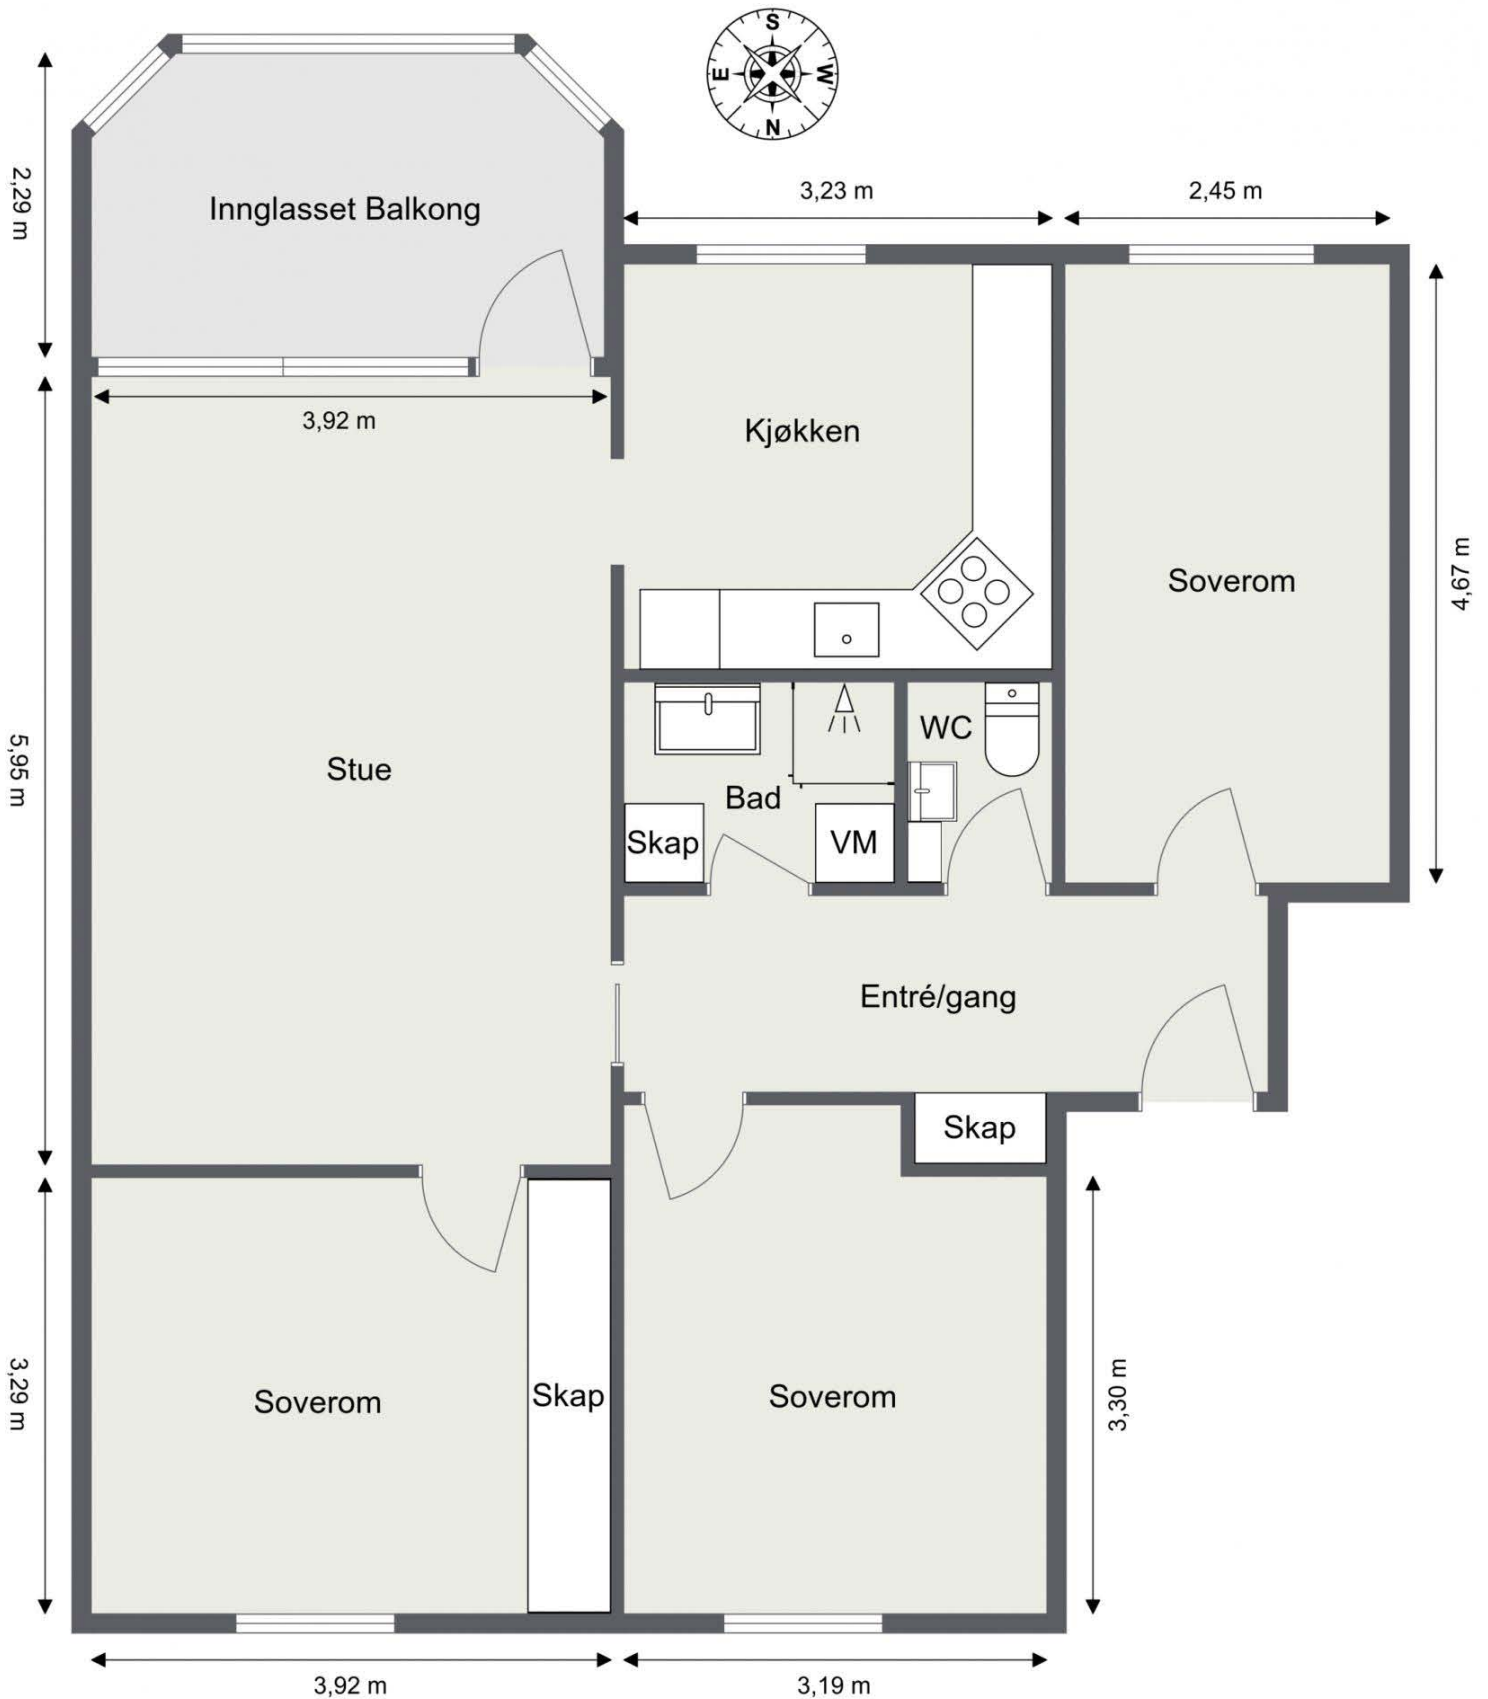 S
E
W
N
3,23 m
2,45 m
2,29 m
Innglasset Balkong
3,92 m
Kjøkken
4,67 m
Soverom
5,95 m
Stue
WC
Bad
Skap
VM
Entré/gang
Skap
3,29 m
Soverom
Skap
Soverom
3,30 m
3,92 m
3,19 m